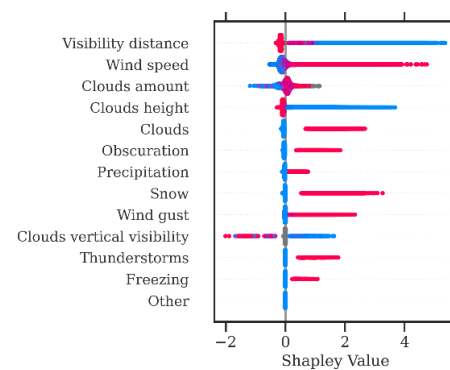 Visibility distance
Wind speed
Clouds amount
Clouds height
Clouds
Obscuration
Precipitation
Snow
Wind gust
Clouds vertical visibility
Thunderstorms
Freezing
Other
−2 0 2 4
Shapley Value